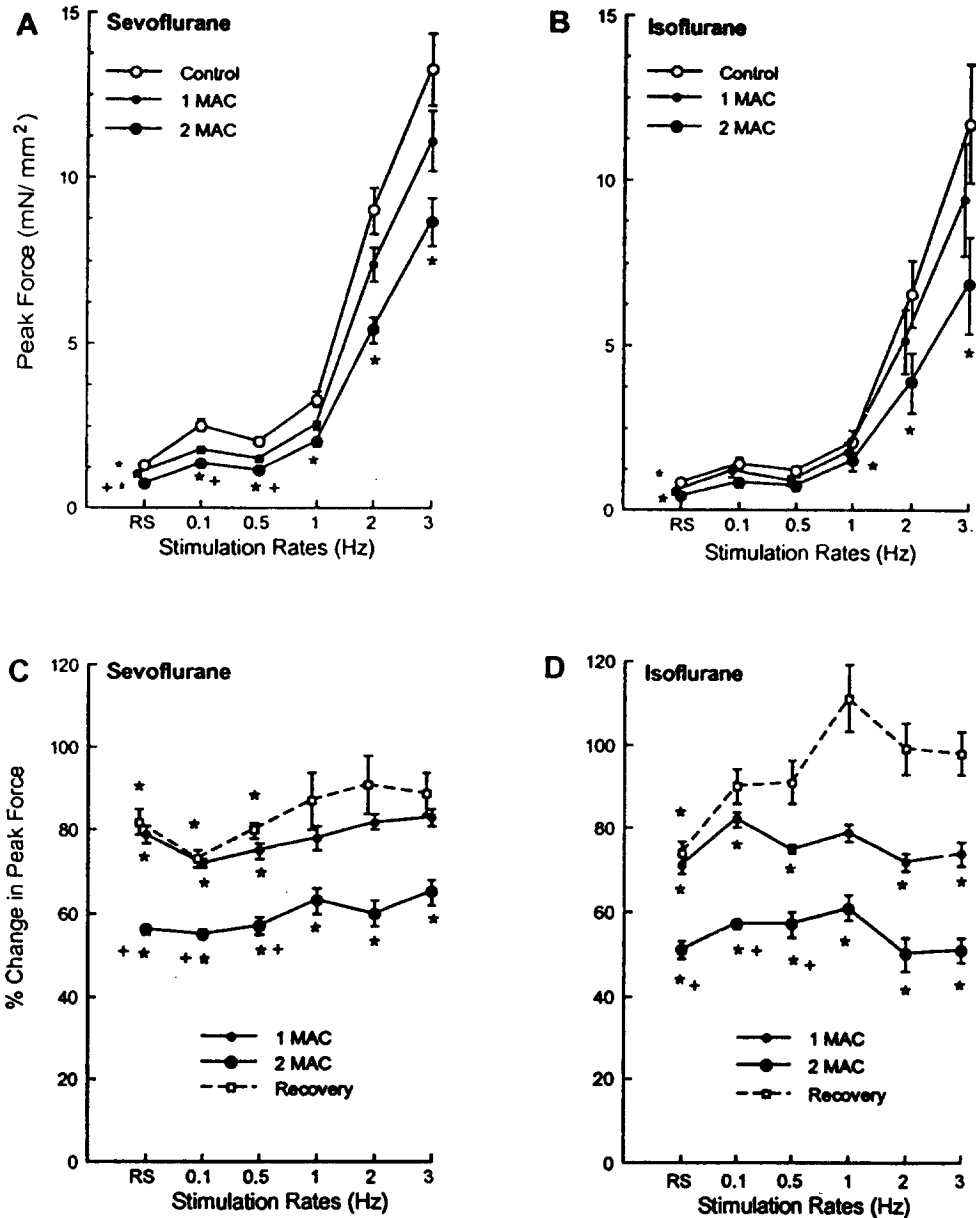 A Sevoflurane
15
10
5
0
Peak Force (mN/ mm²)
Control
1 MAC
2 MAC
* + *
* +
* +
*
*
*
RS 0.1 0.5 1 2 3
Stimulation Rates (Hz)
B Isoflurane
15
10
5
0
Control
1 MAC
2 MAC
*
*
*
*
*
RS 0.1 0.5 1 2 3.
Stimulation Rates (Hz)
C Sevoflurane
120
100
80
60
40
20
0
% Change in Peak Force
* * *
* * *
+ * + * * + * * *
1 MAC
2 MAC
Recovery
RS 0.1 0.5 1 2 3
Stimulation Rates (Hz)
D Isoflurane
120
100
80
60
40
20
0
*
* * * * *
* + * + * + * * *
1 MAC
2 MAC
Recovery
RS 0.1 0.5 1 2 3
Stimulation Rates (Hz)